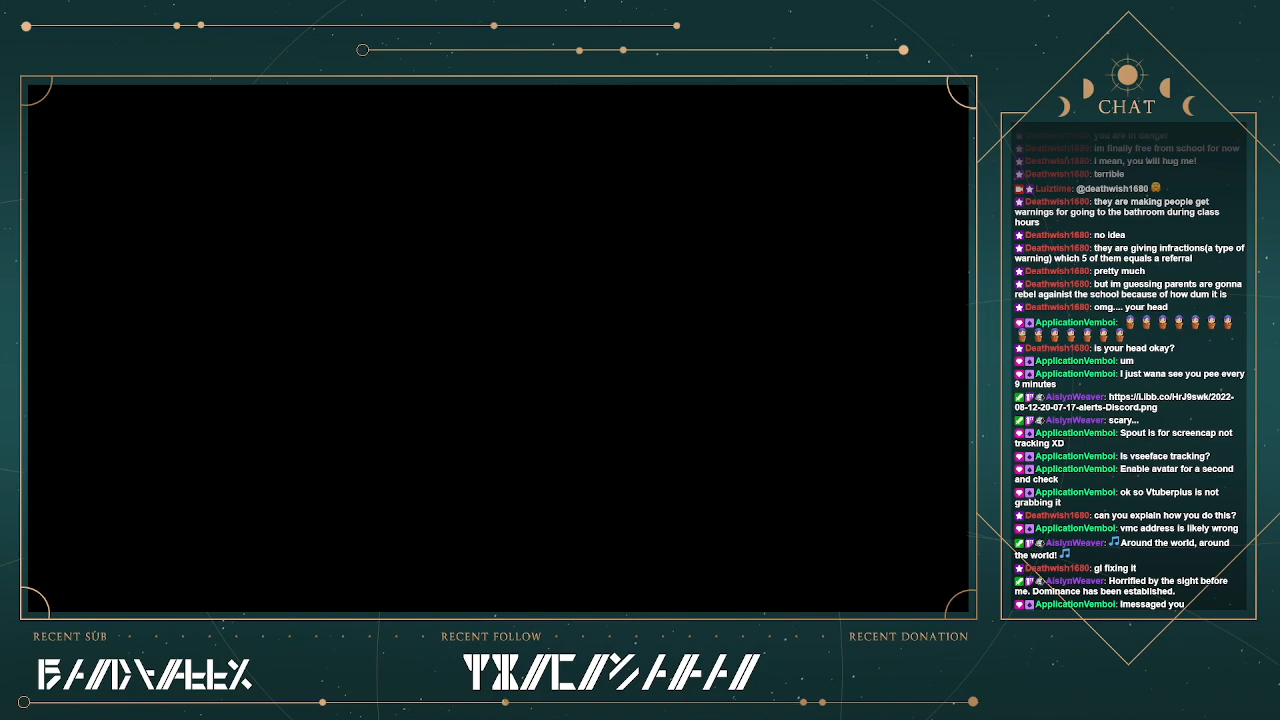 CHAT
you are in danger
Deathwish1680: im finally free from school for now
Deathwish1680: i mean, you will hug me!
Deathwish1680: terrible
Luiztime: @deathwish1680
Deathwish1680: they are making people get
warnings for going to the bathroom during class
hours
Deathwish1680: no idea
Deathwish1680: they are giving infractions(a type of
warning) which 5 of them equals a referral
Deathwish1680: pretty much
Deathwish1680: but im guessing parents are gonna
rebel againist the school because of how dum it is
Deathwish1680: omg.... your head
ApplicationVemboi:
Deathwish1680: is your head okay?
ApplicationVemboi: um
ApplicationVemboi: I just wana see you pee every
9 minutes
AislynWeaver: https://i.ibb.co/HrJ9swk/2022-
08-12-20-07-17-alerts-Discord.png
AislynWeaver: scary...
ApplicationVemboi: Spout is for screencap not
tracking XD
ApplicationVemboi: Is vseeface tracking?
ApplicationVemboi: Enable avatar for a second
and check
ApplicationVemboi: ok so Vtuberplus is not
grabbing it
Deathwish1680: can you explain how you do this?
ApplicationVemboi: vmc address is likely wrong
AislynWeaver: Around the world, around
the world!
Deathwish1680: gl fixing it
AislynWeaver: Horrified by the sight before
me. Dominance has been established.
ApplicationVemboi: Imessaged you
RECENT SUB
RECENT FOLLOW
RECENT DONATION